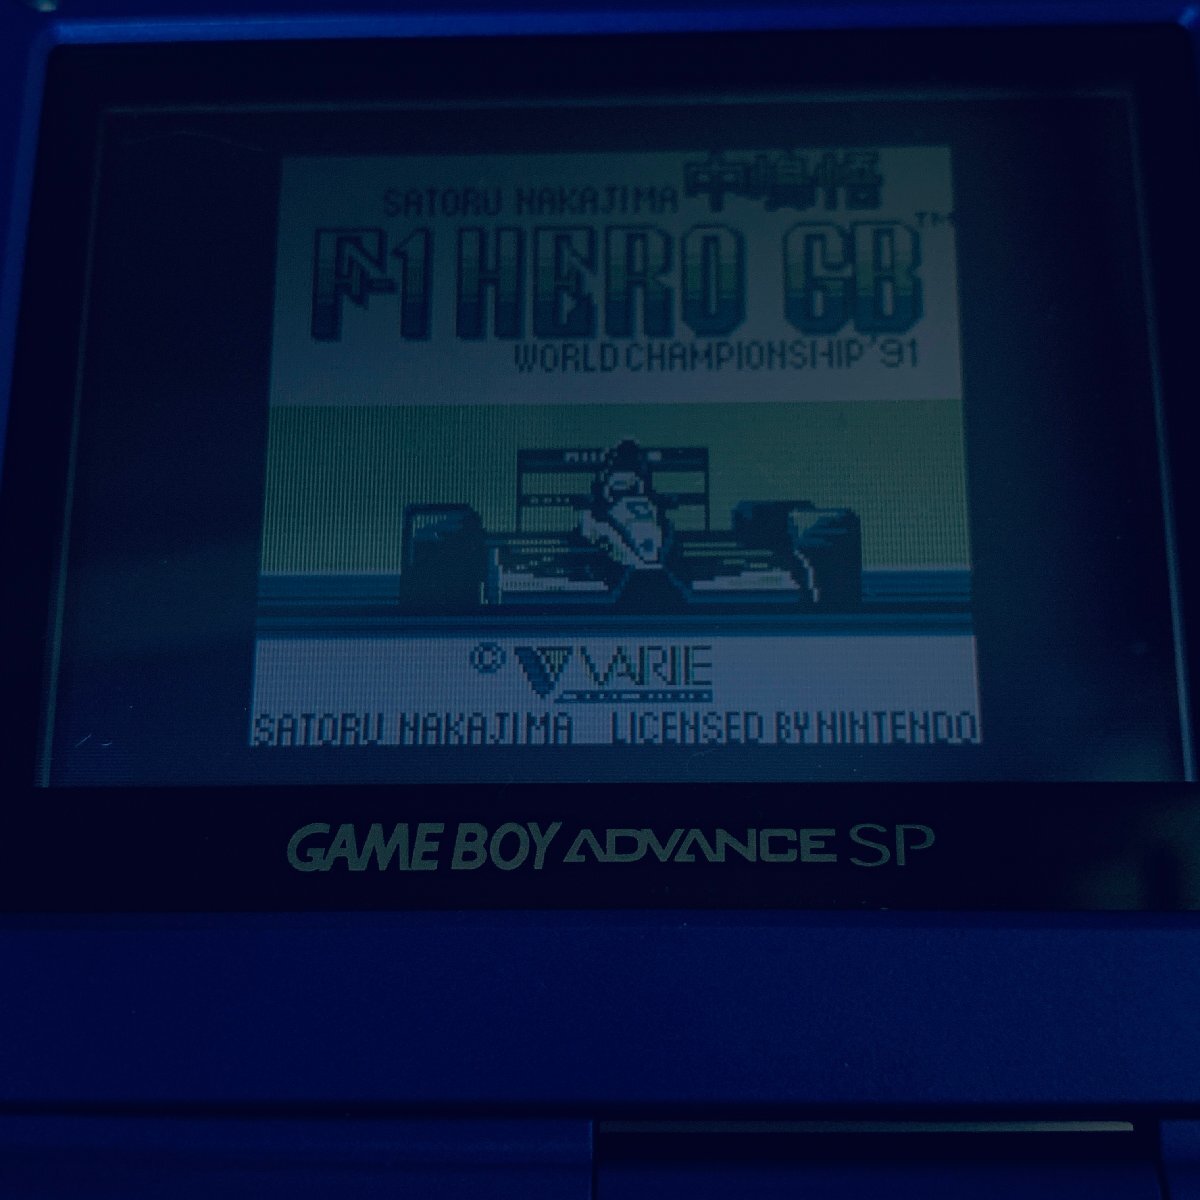 SATORU NAKAJIMA 中嶋悟
F-1 HERO GB™
WORLD CHAMPIONSHIP '91
© VARIE
SATORU NAKAJIMA LICENSED BY NINTENDO
GAME BOY ADVANCE SP